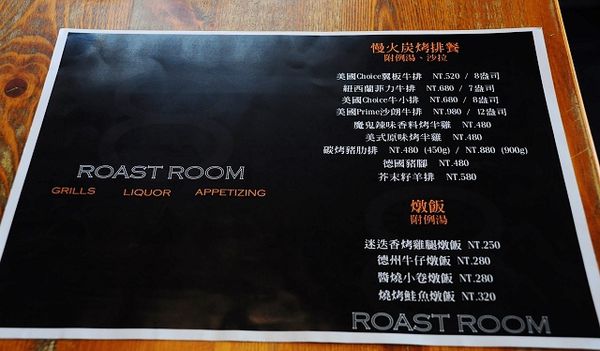 ROAST ROOM
GRILLS LIQUOR APPETIZING
慢火炭烤排餐
附例湯、沙拉
美國Choice翼板牛排 NT.520 / 8盎司
紐西蘭菲力牛排 NT.680 / 7盎司
美國Choice牛小排 NT.680 / 8盎司
美國Prime沙朗牛排 NT.980 / 12盎司
魔鬼辣味香料烤半雞 NT.480
美式原味烤半雞 NT.480
碳烤豬肋排 NT.480 (450g) / NT.880 (900g)
德國豬腳 NT.480
芥末籽羊排 NT.580
燉飯
附例湯
迷迭香烤雞腿燉飯 NT.250
德州牛仔燉飯 NT.280
醬燒小卷燉飯 NT.280
燒烤鮭魚燉飯 NT.320
ROAST ROOM